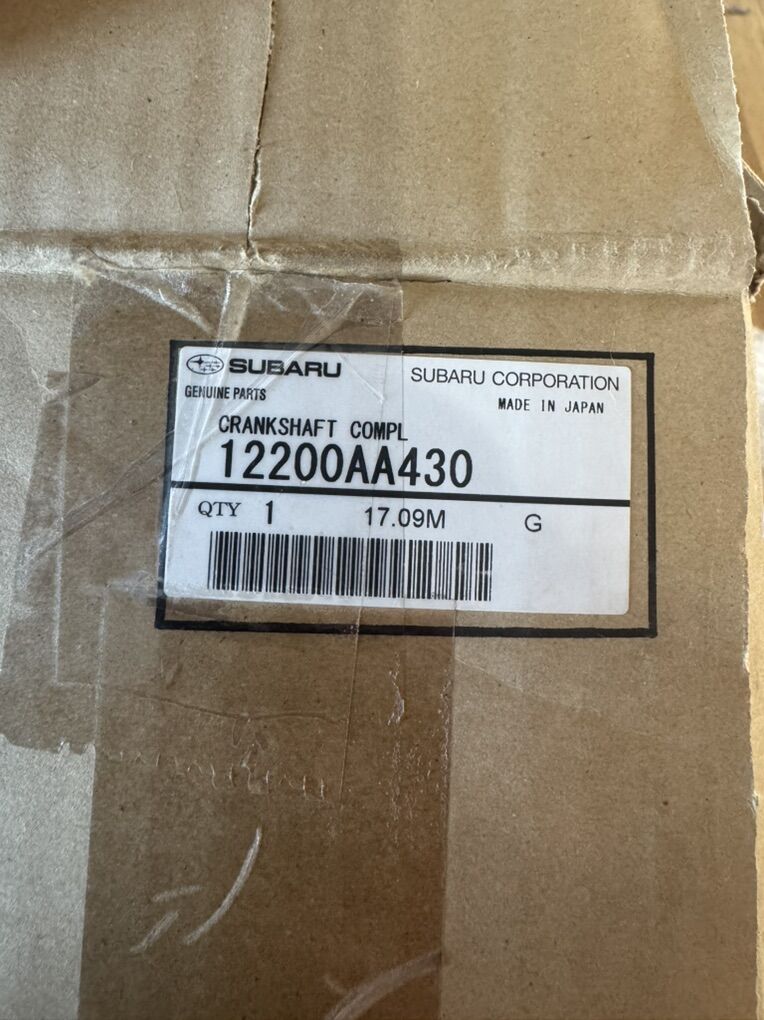 SUBARU SUBARU CORPORATION
GENUINE PARTS MADE IN JAPAN
CRANKSHAFT COMPL
12200AA430
QTY 1 17.09M G